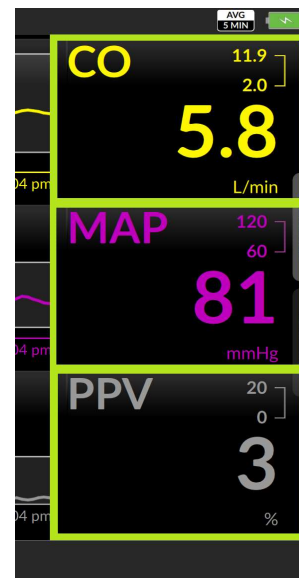 AVG
5 MIN
CO
11.9
2.0
5.8
L/min
04 pm
MAP
120
60
81
04 pm
mmHg
PPV
20
0
3
04 pm
%